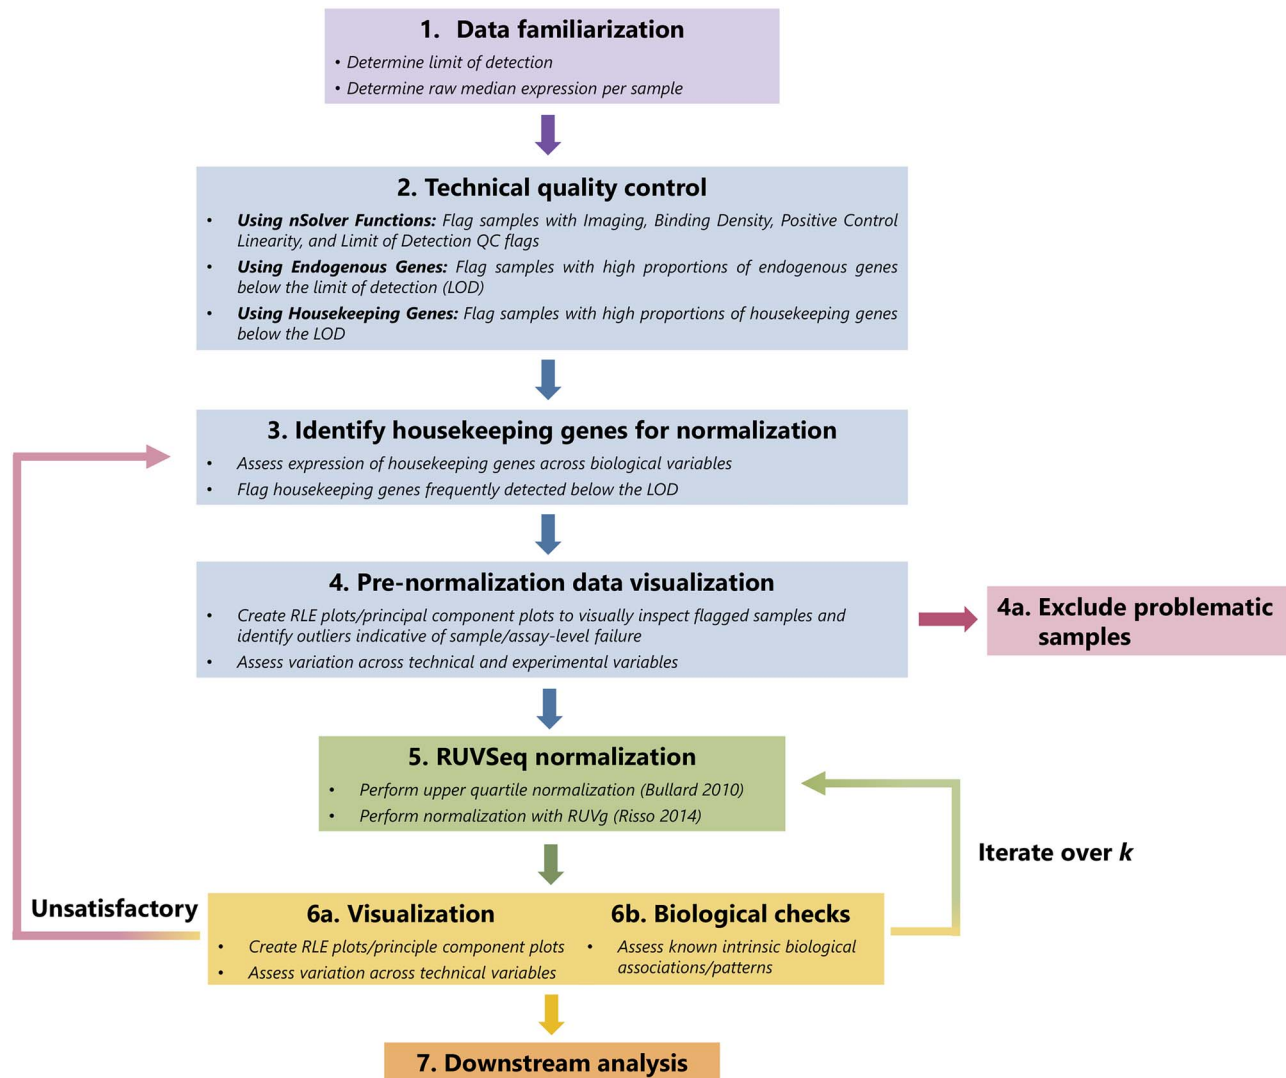 1. Data familiarization
• Determine limit of detection
• Determine raw median expression per sample
2. Technical quality control
• Using nSolver Functions: Flag samples with Imaging, Binding Density, Positive Control
Linearity, and Limit of Detection QC flags
• Using Endogenous Genes: Flag samples with high proportions of endogenous genes
below the limit of detection (LOD)
• Using Housekeeping Genes: Flag samples with high proportions of housekeeping genes
below the LOD
3. Identify housekeeping genes for normalization
• Assess expression of housekeeping genes across biological variables
• Flag housekeeping genes frequently detected below the LOD
4. Pre-normalization data visualization
• Create RLE plots/principal component plots to visually inspect flagged samples and
identify outliers indicative of sample/assay-level failure
• Assess variation across technical and experimental variables
4a. Exclude problematic
samples
5. RUVSeq normalization
• Perform upper quartile normalization (Bullard 2010)
• Perform normalization with RUVg (Risso 2014)
Iterate over k
Unsatisfactory
6a. Visualization
• Create RLE plots/principle component plots
• Assess variation across technical variables
6b. Biological checks
• Assess known intrinsic biological
associations/patterns
7. Downstream analysis